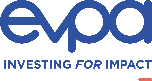 evpa
INVESTING FOR IMPACT